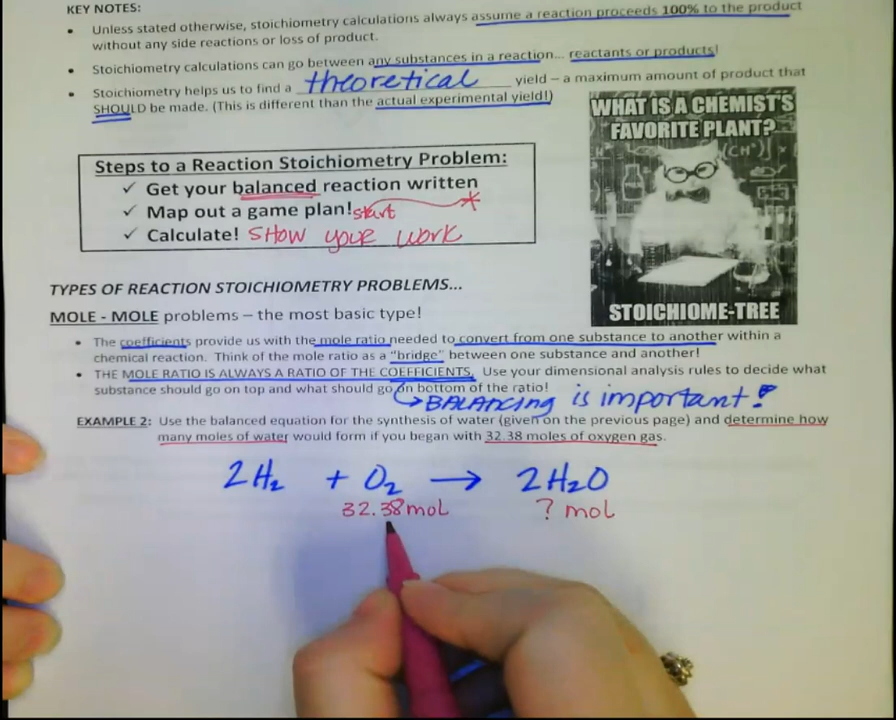 KEY NOTES:
• Unless stated otherwise, stoichiometry calculations always assume a reaction proceeds 100% to the product
without any side reactions or loss of product.
• Stoichiometry calculations can go between any substances in a reaction... reactants or products!
• Stoichiometry helps us to find a theoretical yield – a maximum amount of product that
SHOULD be made. (This is different than the actual experimental yield!)
WHAT IS A CHEMIST'S
FAVORITE PLANT?
STOICHIOME-TREE
Steps to a Reaction Stoichiometry Problem:
✓ Get your balanced reaction written
✓ Map out a game plan! start *
✓ Calculate! SHOW your work
TYPES OF REACTION STOICHIOMETRY PROBLEMS...
MOLE - MOLE problems – the most basic type!
• The coefficients provide us with the mole ratio needed to convert from one substance to another within a
chemical reaction. Think of the mole ratio as a "bridge" between one substance and another!
• THE MOLE RATIO IS ALWAYS A RATIO OF THE COEFFICIENTS. Use your dimensional analysis rules to decide what
substance should go on top and what should go on bottom of the ratio!
↳ BALANCING is important!
EXAMPLE 2: Use the balanced equation for the synthesis of water (given on the previous page) and determine how
many moles of water would form if you began with 32.38 moles of oxygen gas.
2H₂ + O₂ → 2H₂O
32.38 mol ? mol